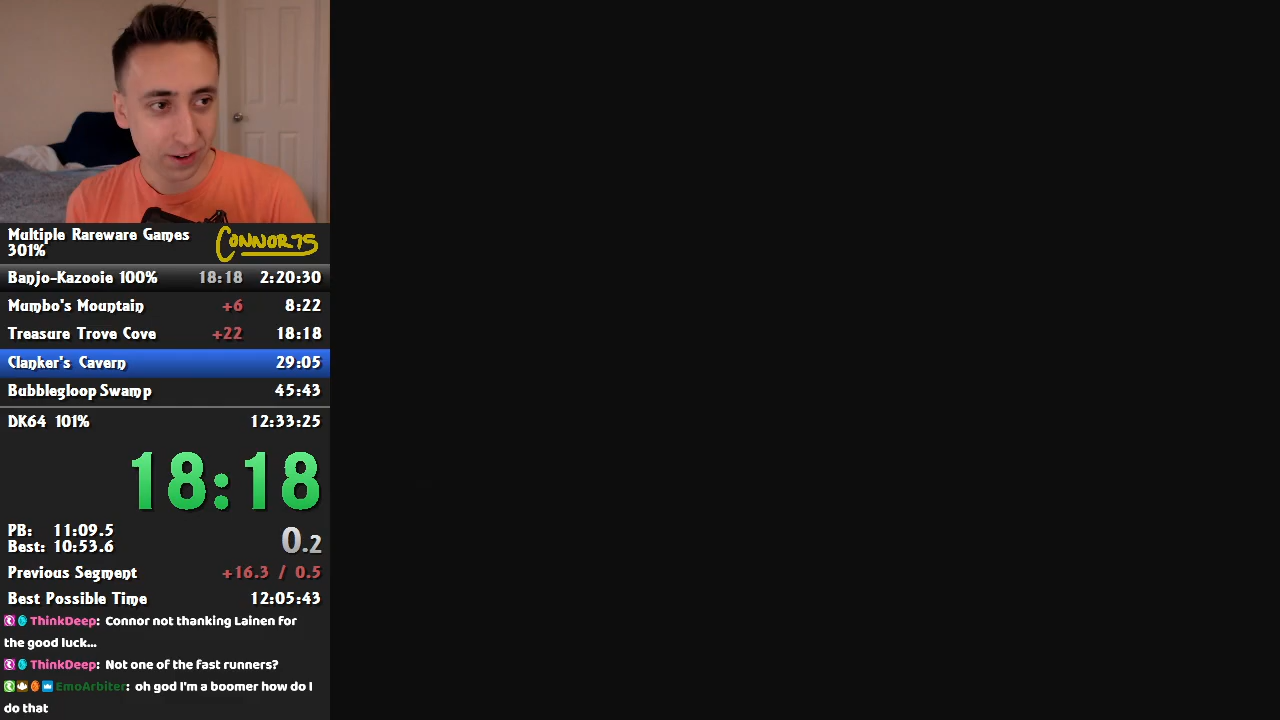 Multiple Rareware Games
301%
CONNOR75
Banjo-Kazooie 100% 18:18 2:20:30
Mumbo's Mountain +6 8:22
Treasure Trove Cove +22 18:18
Clanker's Cavern 29:05
Bubblegloop Swamp 45:43
DK64 101% 12:33:25
18:18
PB: 11:09.5
Best: 10:53.6
0.2
Previous Segment +16.3 / 0.5
Best Possible Time 12:05:43
ThinkDeep: Connor not thanking Lainen for
the good luck...
ThinkDeep: Not one of the fast runners?
EmoArbiter: oh god I'm a boomer how do I
do that